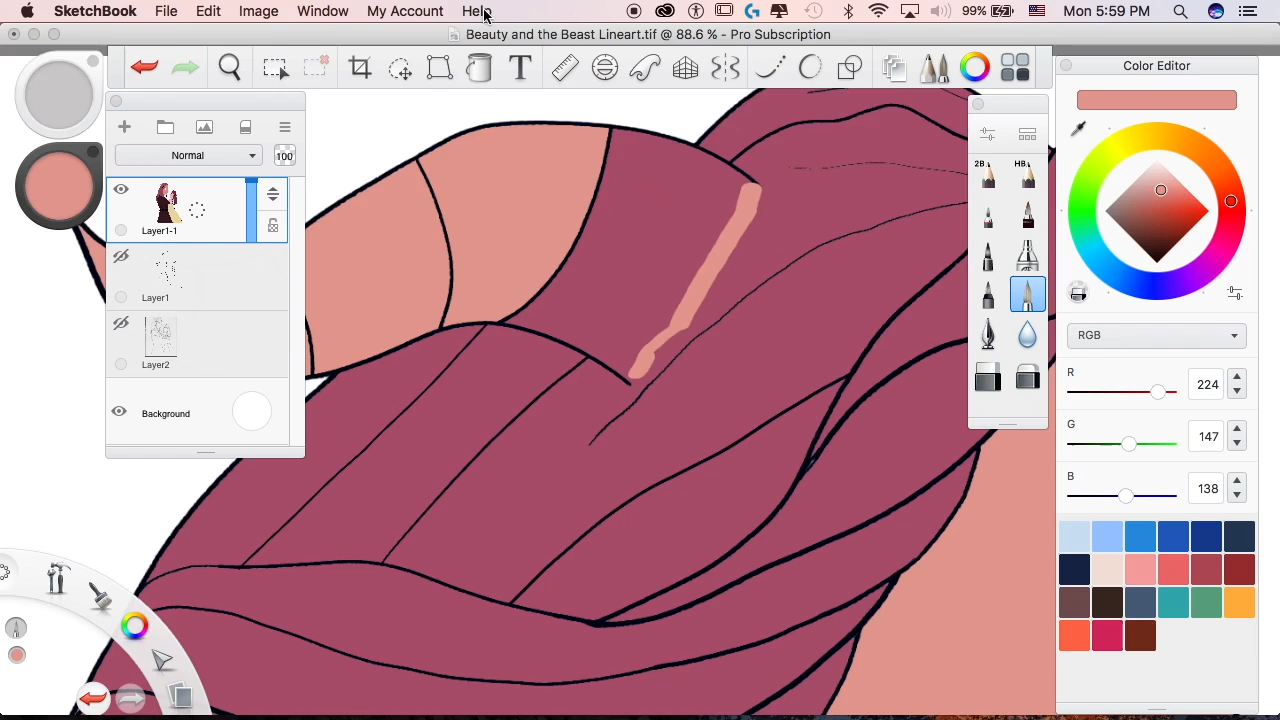 SketchBook File Edit Image Window My Account Help 99% Mon 5:59 PM
Beauty and the Beast Lineart.tif @ 88.6 % - Pro Subscription
T
Color Editor
Normal 100
2B HB
Layer1-1
Layer1
RGB
Layer2
R 224
Background
G 147
B 138